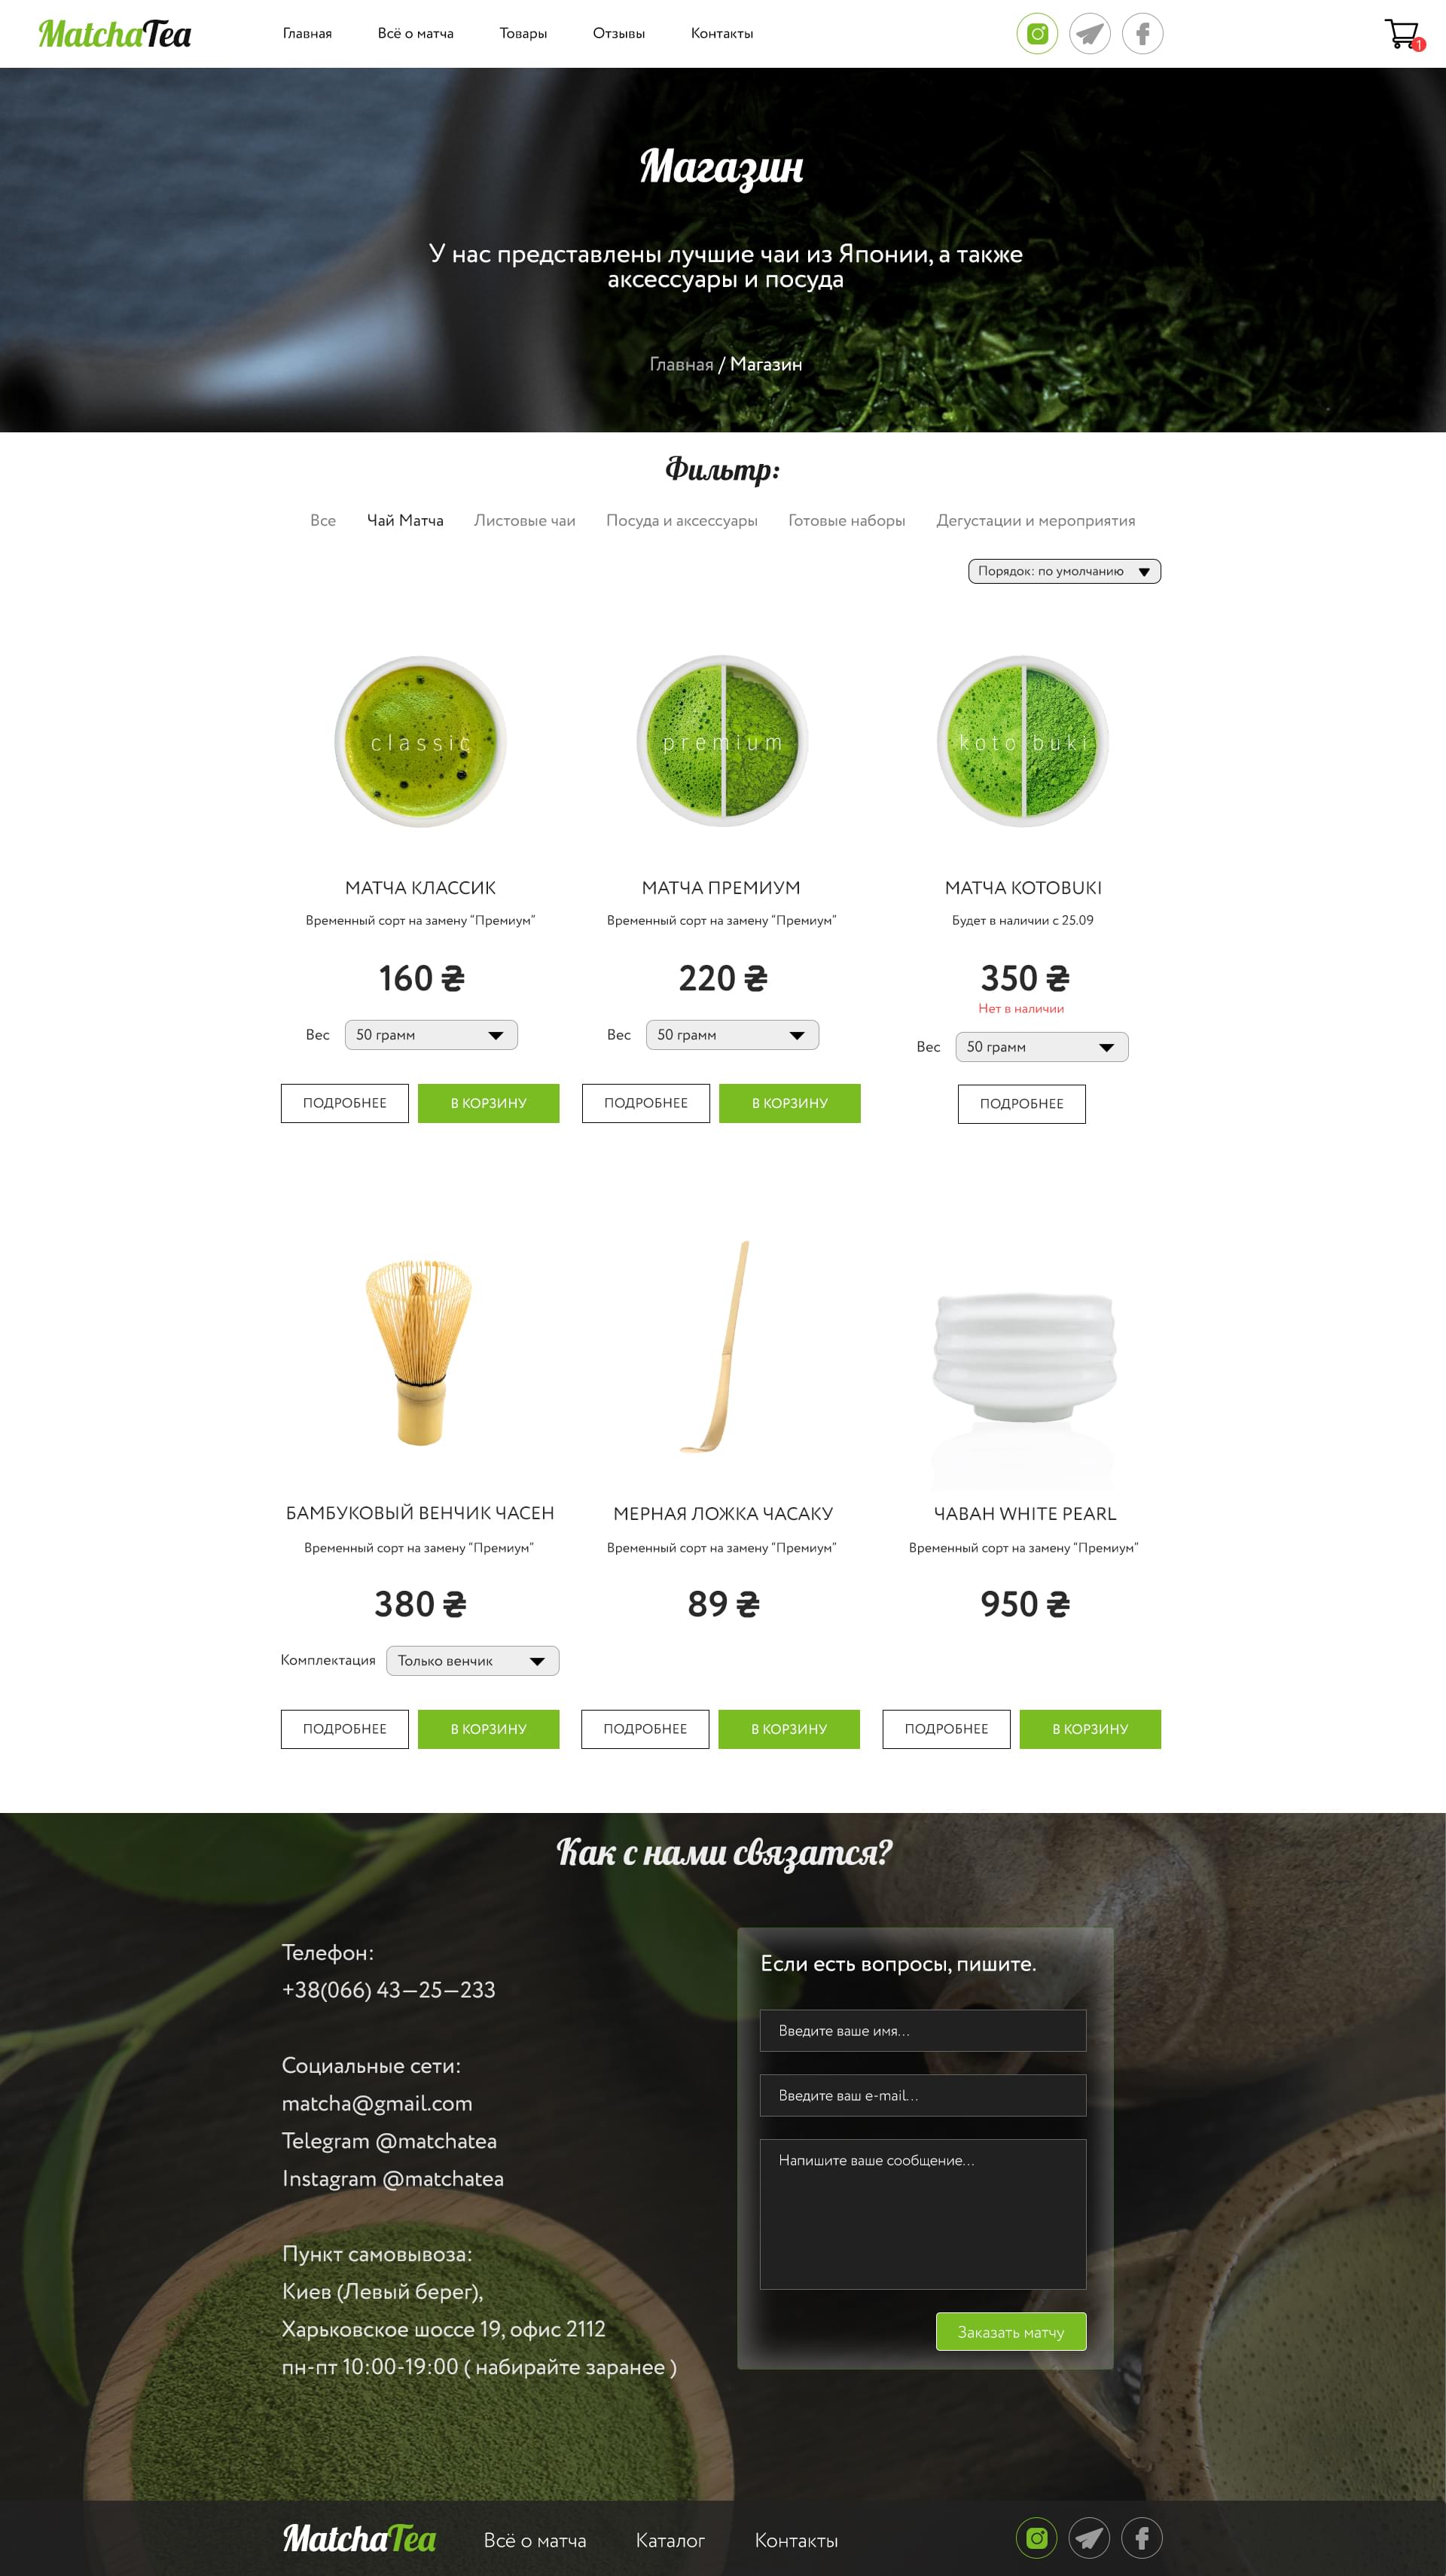 MatchaTea
Главная Всё о матча Товары Отзывы Контакты
1
Магазин
У нас представлены лучшие чаи из Японии, а также
аксессуары и посуда
Главная / Магазин
Фильтр:
Все Чай Матча Листовые чаи Посуда и аксессуары Готовые наборы Дегустации и мероприятия
Порядок: по умолчанию
classic
premium
koto buki
МАТЧА КЛАССИК
Временный сорт на замену “Премиум”
160 ₴
Вес 50 грамм
ПОДРОБНЕЕ В КОРЗИНУ
МАТЧА ПРЕМИУМ
Временный сорт на замену “Премиум”
220 ₴
Вес 50 грамм
ПОДРОБНЕЕ В КОРЗИНУ
МАТЧА KOTOBUKI
Будет в наличии с 25.09
350 ₴
Нет в наличии
Вес 50 грамм
ПОДРОБНЕЕ
БАМБУКОВЫЙ ВЕНЧИК ЧАСЕН
Временный сорт на замену “Премиум”
380 ₴
Комплектация Только венчик
ПОДРОБНЕЕ В КОРЗИНУ
МЕРНАЯ ЛОЖКА ЧАСАКУ
Временный сорт на замену “Премиум”
89 ₴
ПОДРОБНЕЕ В КОРЗИНУ
ЧАВАН WHITE PEARL
Временный сорт на замену “Премиум”
950 ₴
ПОДРОБНЕЕ В КОРЗИНУ
Как с нами связатся?
Телефон:
+38(066) 43—25—233
Социальные сети:
matcha@gmail.com
Telegram @matchatea
Instagram @matchatea
Пункт самовывоза:
Киев (Левый берег),
Харьковское шоссе 19, офис 2112
пн-пт 10:00-19:00 ( набирайте заранее )
Если есть вопросы, пишите.
Введите ваше имя...
Введите ваш e-mail...
Напишите ваше сообщение...
Заказать матчу
MatchaTea Всё о матча Каталог Контакты